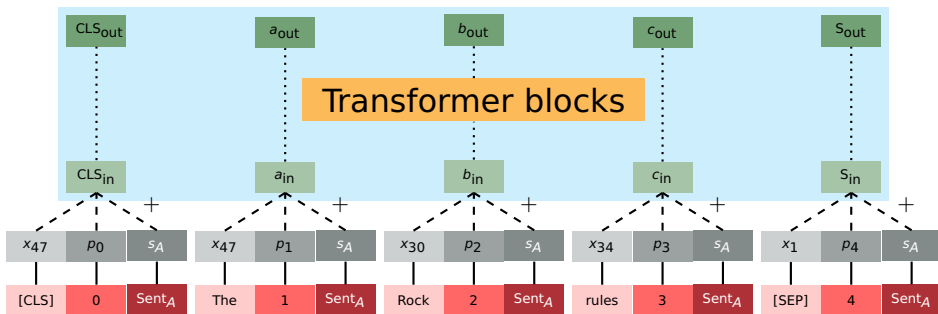 CLSout aout bout cout Sout
Transformer blocks
CLSin ain bin cin Sin
+ + + + +
x47 p0 sA x47 p1 sA x30 p2 sA x34 p3 sA x1 p4 sA
[CLS] 0 SentA The 1 SentA Rock 2 SentA rules 3 SentA [SEP] 4 SentA